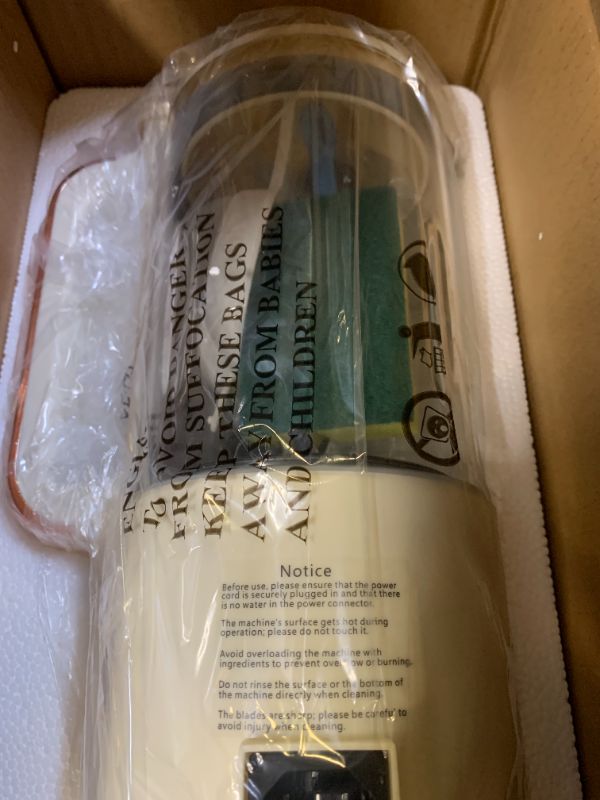 ENGL
To AVOID DANGER
FROM SUFFOCATION
KEEP THESE BAGS
AWAY FROM BABIES
AND CHILDREN
Notice
Before use, please ensure that the power
cord is securely plugged in and that there
is no water in the power connector.
The machine's surface gets hot during
operation; please do not touch it.
Avoid overloading the machine with
ingredients to prevent overflow or burning.
Do not rinse the surface or the bottom of
the machine directly when cleaning.
The blades are sharp; please be careful to
avoid injury when cleaning.